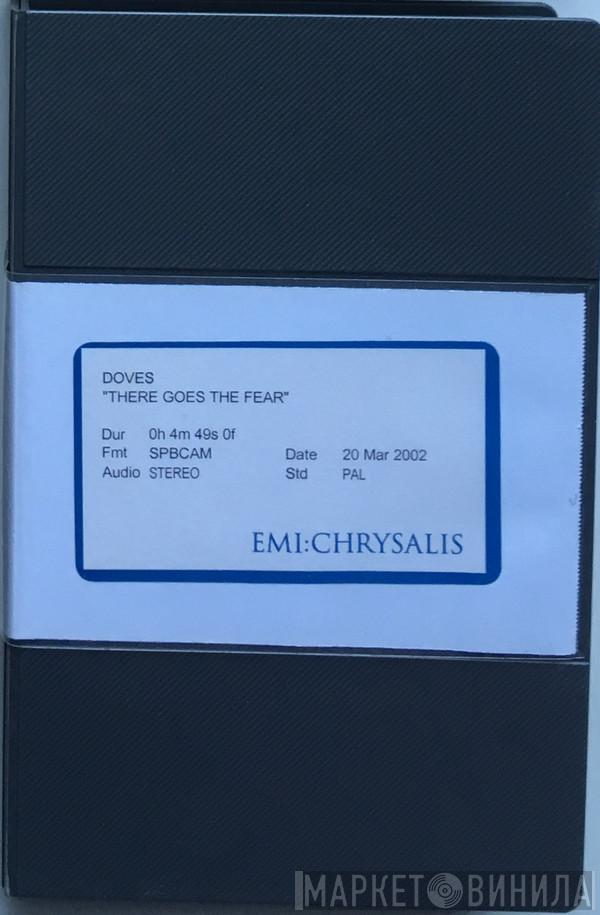 DOVES
"THERE GOES THE FEAR"
Dur 0h 4m 49s 0f
Fmt SPBCAM Date 20 Mar 2002
Audio STEREO Std PAL
EMI:CHRYSALIS
МАРКЕТ ВИНИЛА